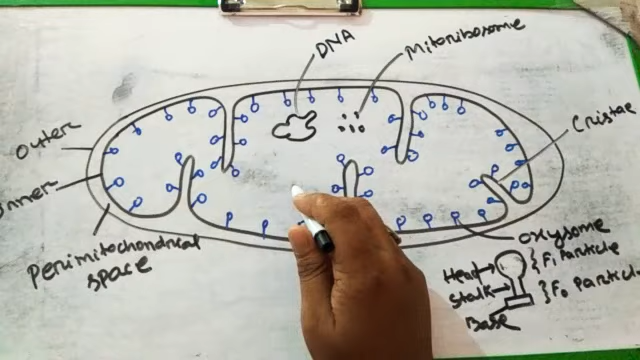 DNA
Mitoribosome
Outer
Inner
Perimitochondrial
space
Cristae
Oxysome
Head
Stalk
Base
F1 Particle
F0 Particle